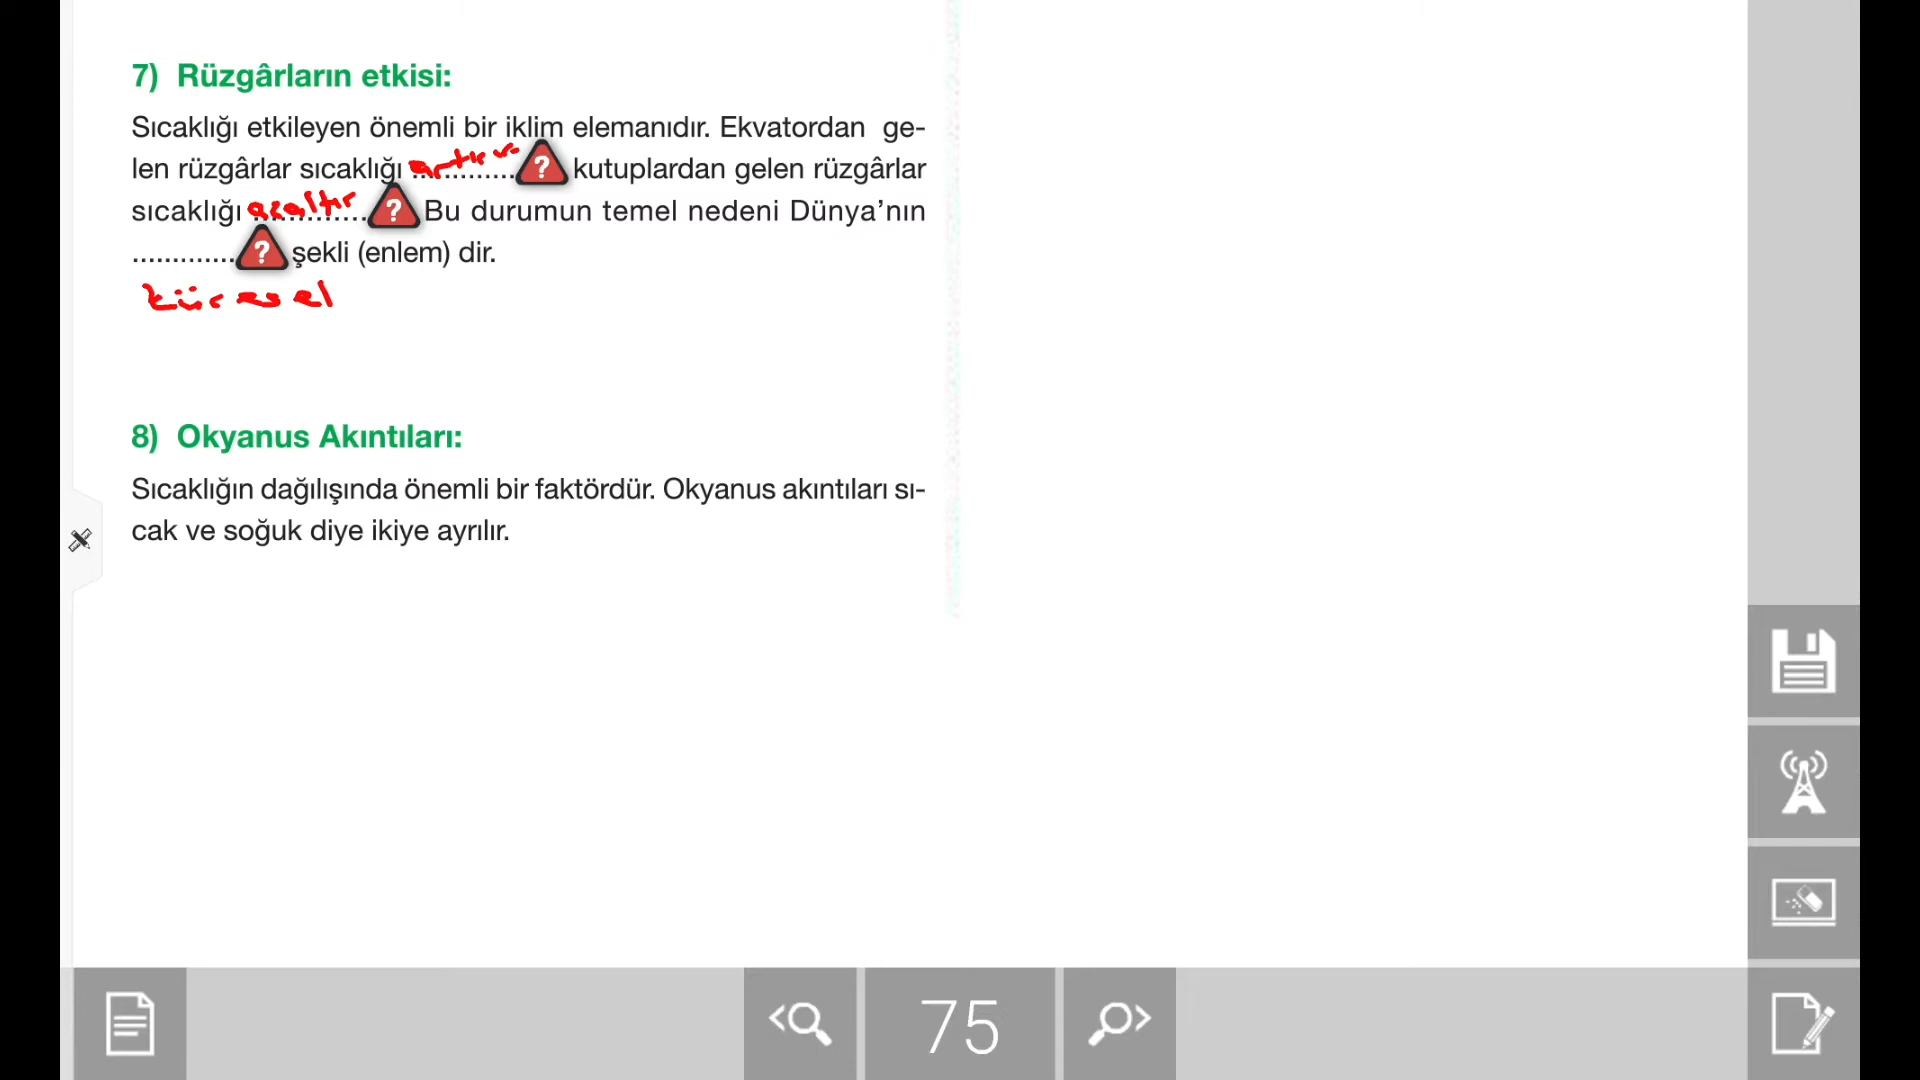 7) Rüzgârların etkisi:
Sıcaklığı etkileyen önemli bir iklim elemanıdır. Ekvatordan ge-
len rüzgârlar sıcaklığı artır ............ ? kutuplardan gelen rüzgârlar
sıcaklığı azaltır ............ ? Bu durumun temel nedeni Dünya’nın
............. ? şekli (enlem) dir.
küresel
8) Okyanus Akıntıları:
Sıcaklığın dağılışında önemli bir faktördür. Okyanus akıntıları sı-
cak ve soğuk diye ikiye ayrılır.
75